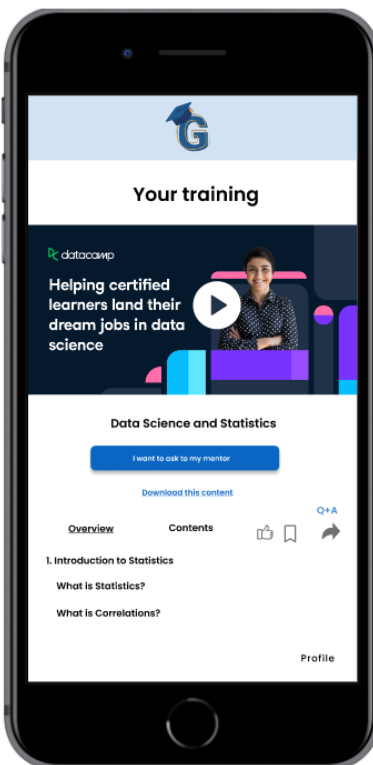 G
Your training
datacamp
Helping certified
learners land their
dream jobs in data
science
Data Science and Statistics
I want to ask to my mentor
Download this content
Q+A
Overview Contents
1. Introduction to Statistics
What is Statistics?
What is Correlations?
Profile